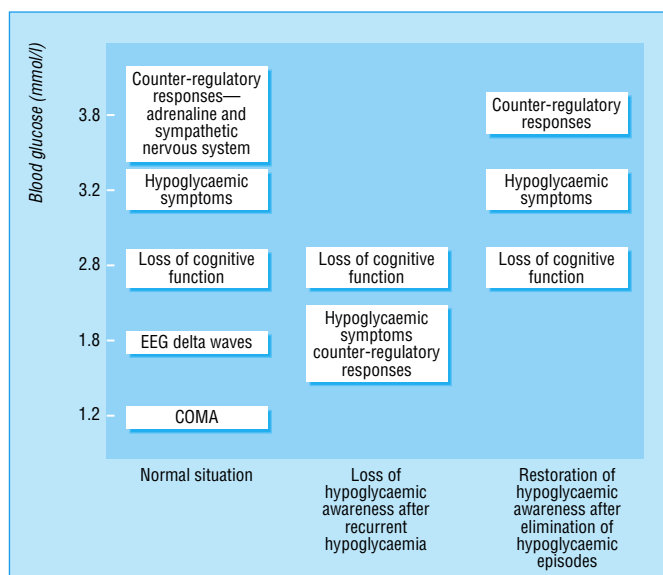 Blood glucose (mmol/l)
3.8
3.2
2.8
1.8
1.2
Counter-regulatory
responses—
adrenaline and
sympathetic
nervous system
Hypoglycaemic
symptoms
Loss of cognitive
function
EEG delta waves
COMA
Normal situation
Loss of cognitive
function
Hypoglycaemic
symptoms
counter-regulatory
responses
Loss of
hypoglycaemic
awareness after
recurrent
hypoglycaemia
Counter-regulatory
responses
Hypoglycaemic
symptoms
Loss of cognitive
function
Restoration of
hypoglycaemic
awareness after
elimination of
hypoglycaemic
episodes